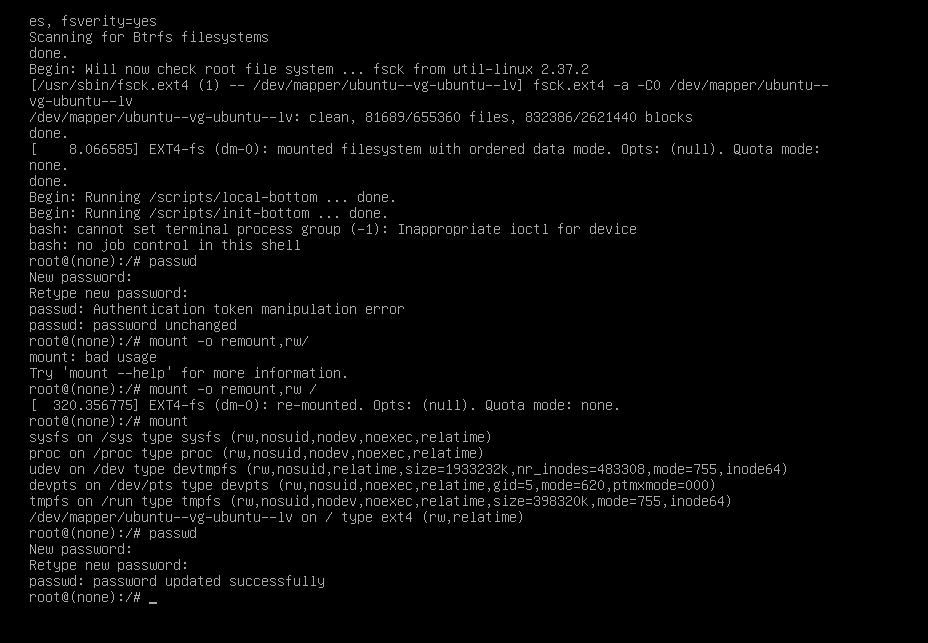 es, fsverity=yes
Scanning for Btrfs filesystems
done.
Begin: Will now check root file system ... fsck from util-linux 2.37.2
[/usr/sbin/fsck.ext4 (1) -- /dev/mapper/ubuntu--vg-ubuntu--lv] fsck.ext4 -a -C0 /dev/mapper/ubuntu--
vg-ubuntu--lv
/dev/mapper/ubuntu--vg-ubuntu--lv: clean, 81689/655360 files, 832386/2621440 blocks
done.
[    8.066585] EXT4-fs (dm-0): mounted filesystem with ordered data mode. Opts: (null). Quota mode:
none.
done.
Begin: Running /scripts/local-bottom ... done.
Begin: Running /scripts/init-bottom ... done.
bash: cannot set terminal process group (-1): Inappropriate ioctl for device
bash: no job control in this shell
root@(none):/# passwd
New password:
Retype new password:
passwd: Authentication token manipulation error
passwd: password unchanged
root@(none):/# mount -o remount,rw/
mount: bad usage
Try 'mount --help' for more information.
root@(none):/# mount -o remount,rw /
[  320.356775] EXT4-fs (dm-0): re-mounted. Opts: (null). Quota mode: none.
root@(none):/# mount
sysfs on /sys type sysfs (rw,nosuid,nodev,noexec,relatime)
proc on /proc type proc (rw,nosuid,nodev,noexec,relatime)
udev on /dev type devtmpfs (rw,nosuid,relatime,size=1933232k,nr_inodes=483308,mode=755,inode64)
devpts on /dev/pts type devpts (rw,nosuid,noexec,relatime,gid=5,mode=620,ptmxmode=000)
tmpfs on /run type tmpfs (rw,nosuid,nodev,noexec,relatime,size=398320k,mode=755,inode64)
/dev/mapper/ubuntu--vg-ubuntu--lv on / type ext4 (rw,relatime)
root@(none):/# passwd
New password:
Retype new password:
passwd: password updated successfully
root@(none):/# _